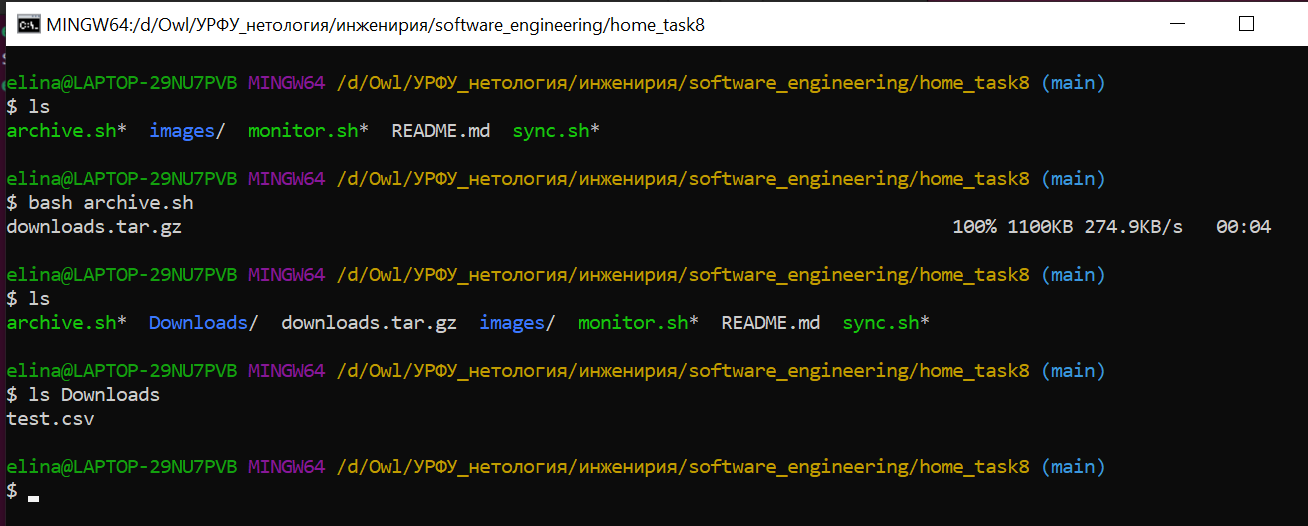 MINGW64:/d/Owl/УРФУ_нетология/инженирия/software_engineering/home_task8
elina@LAPTOP-29NU7PVB MINGW64 /d/Owl/УРФУ_нетология/инженирия/software_engineering/home_task8 (main)
$ ls
archive.sh*  images/  monitor.sh*  README.md  sync.sh*
elina@LAPTOP-29NU7PVB MINGW64 /d/Owl/УРФУ_нетология/инженирия/software_engineering/home_task8 (main)
$ bash archive.sh
downloads.tar.gz 100% 1100KB 274.9KB/s 00:04
elina@LAPTOP-29NU7PVB MINGW64 /d/Owl/УРФУ_нетология/инженирия/software_engineering/home_task8 (main)
$ ls
archive.sh*  Downloads/  downloads.tar.gz  images/  monitor.sh*  README.md  sync.sh*
elina@LAPTOP-29NU7PVB MINGW64 /d/Owl/УРФУ_нетология/инженирия/software_engineering/home_task8 (main)
$ ls Downloads
test.csv
elina@LAPTOP-29NU7PVB MINGW64 /d/Owl/УРФУ_нетология/инженирия/software_engineering/home_task8 (main)
$